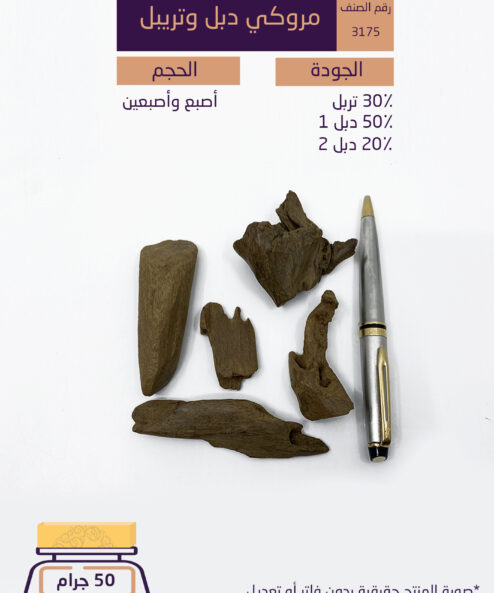 رقم الصنف
3175
مروكي دبل وتريبل
الجودة
الحجم
30٪ تربل
50٪ دبل 1
20٪ دبل 2
أصبع وأصبعين
50 جرام
*صورة المنتج حقيقية بدون فلتر أو تعديل